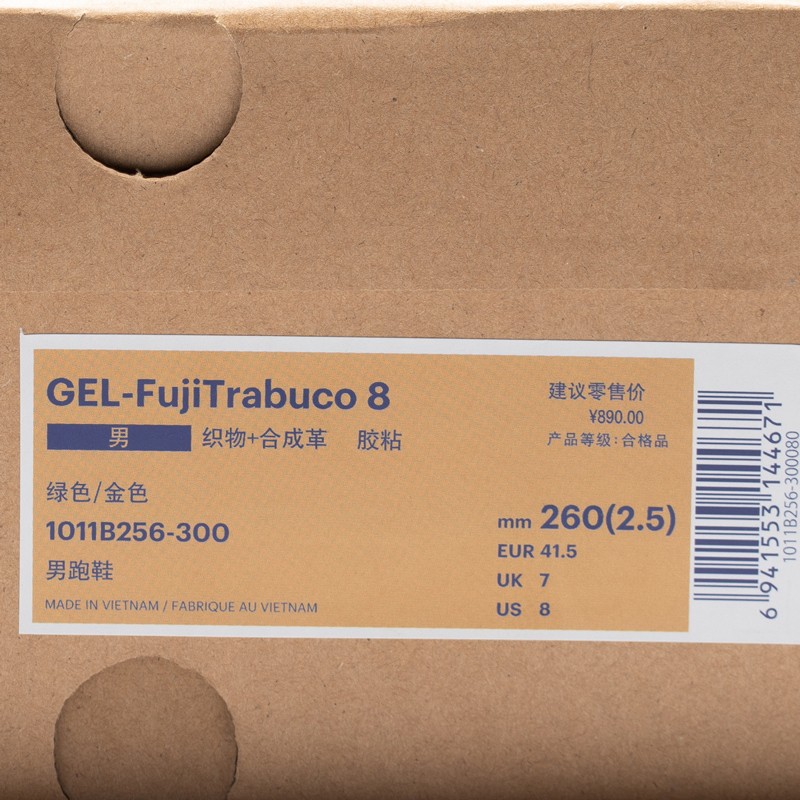 GEL-FujiTrabuco 8
男 织物+合成革 胶粘
绿色/金色
1011B256-300
男跑鞋
MADE IN VIETNAM / FABRIQUE AU VIETNAM
建议零售价
¥890.00
产品等级:合格品
mm 260(2.5)
EUR 41.5
UK 7
US 8
6 941553 144671
1011B256-300080